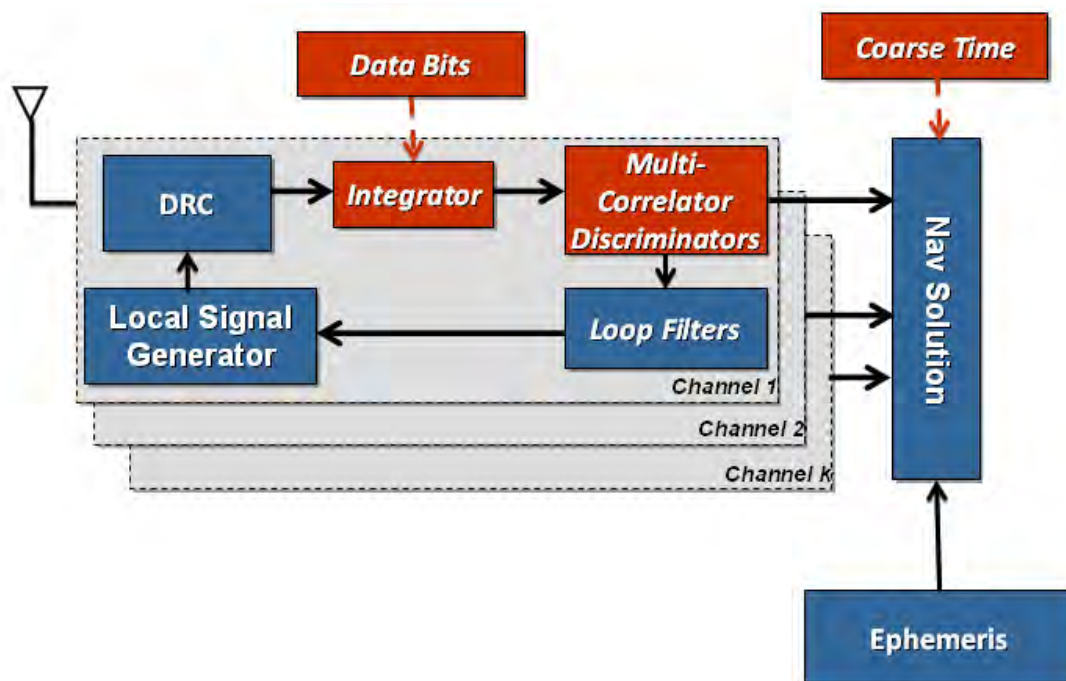 Data Bits
Coarse Time
DRC
Integrator
Multi-
Correlator
Discriminators
Local Signal
Generator
Loop Filters
Channel 1
Channel 2
Channel k
Nav Solution
Ephemeris